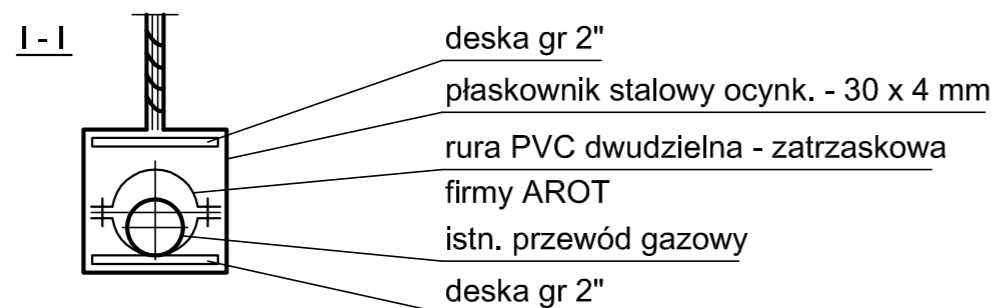 I - I
deska gr 2"
płaskownik stalowy ocynk. - 30 x 4 mm
rura PVC dwudzielna - zatrzaskowa
firmy AROT
istn. przewód gazowy
deska gr 2"